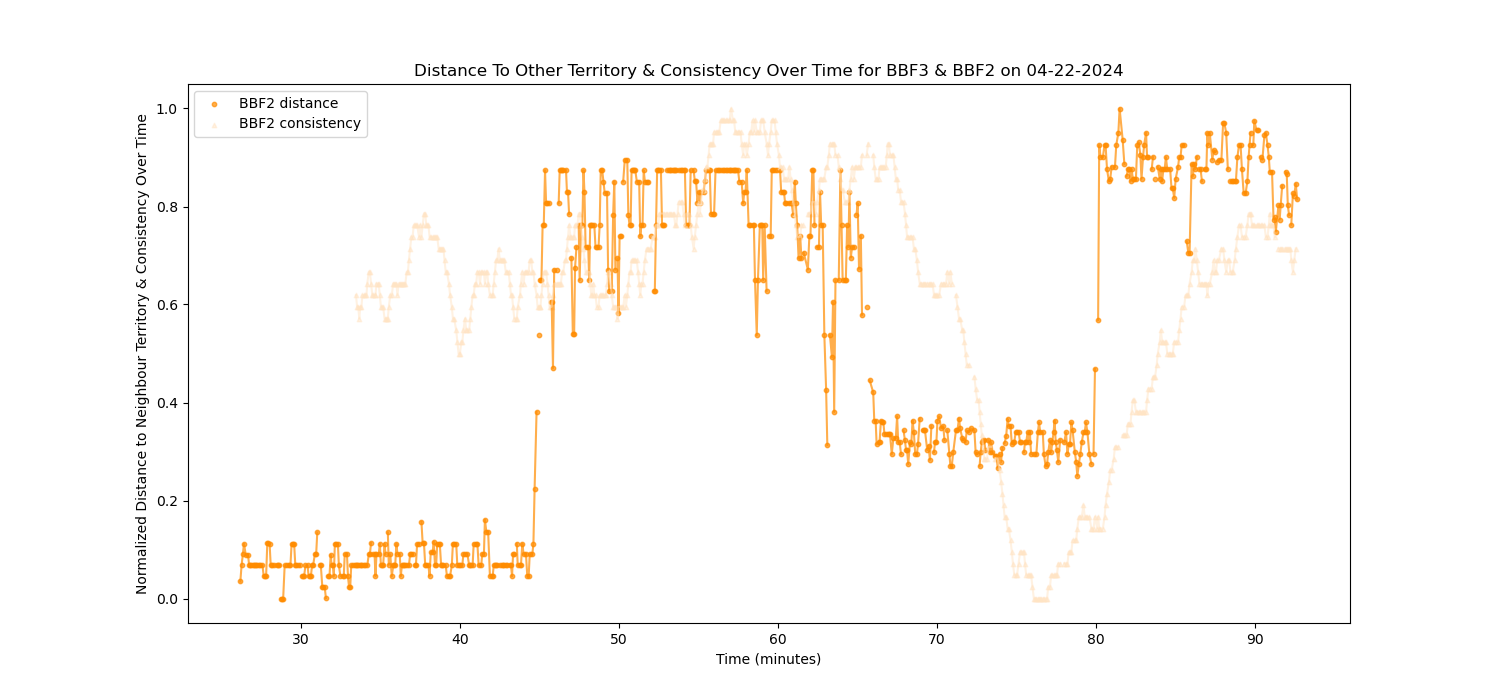 Distance To Other Territory & Consistency Over Time for BBF3 & BBF2 on 04-22-2024
BBF2 distance
BBF2 consistency
Normalized Distance to Neighbour Territory & Consistency Over Time
1.0
0.8
0.6
0.4
0.2
0.0
30 40 50 60 70 80 90
Time (minutes)